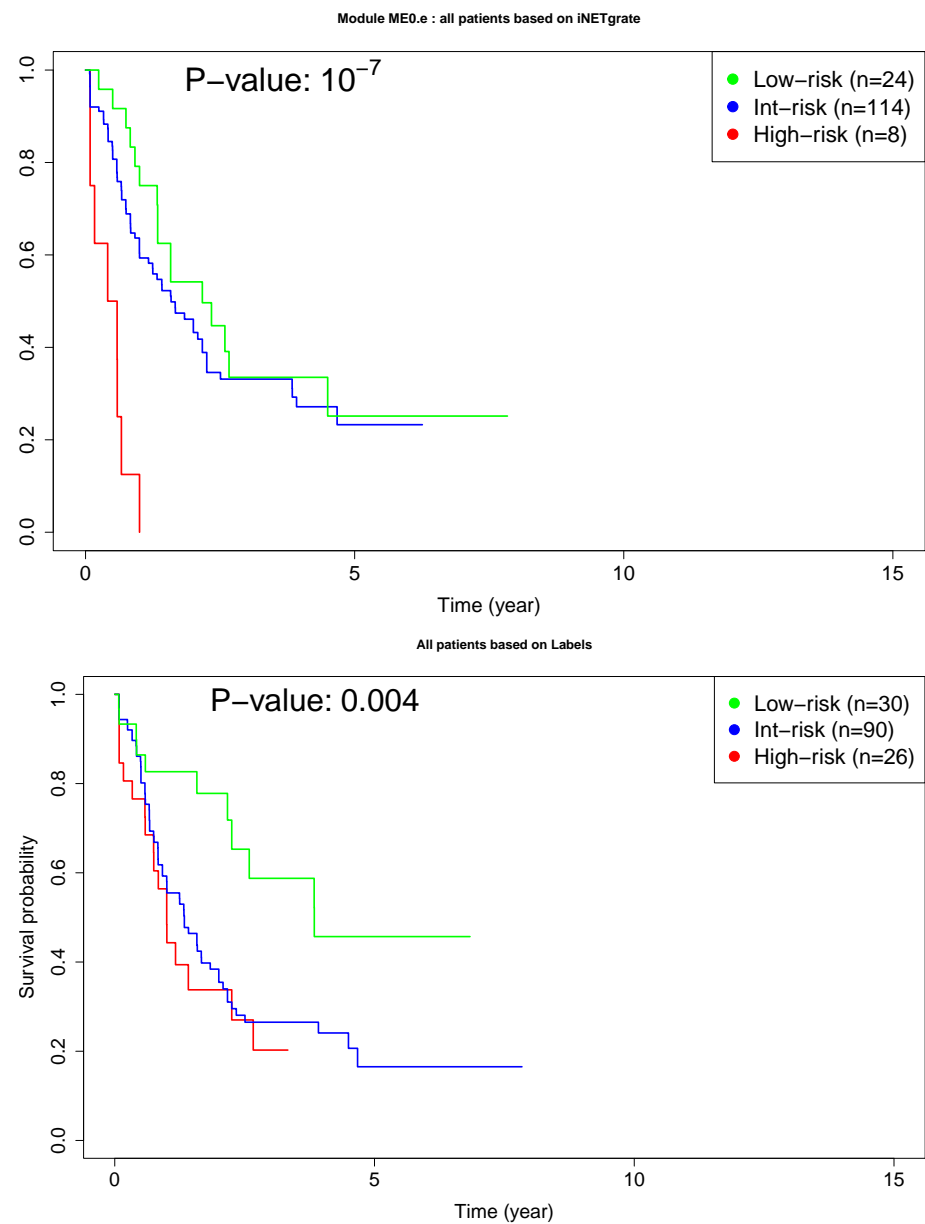 Module ME0.e : all patients based on iNETgrate
P−value: 10−7
Low−risk (n=24)
Int−risk (n=114)
High−risk (n=8)
1.0
0.8
0.6
0.4
0.2
0.0
0 5 10 15
Time (year)
All patients based on Labels
P−value: 0.004
Low−risk (n=30)
Int−risk (n=90)
High−risk (n=26)
Survival probability
1.0
0.8
0.6
0.4
0.2
0.0
0 5 10 15
Time (year)